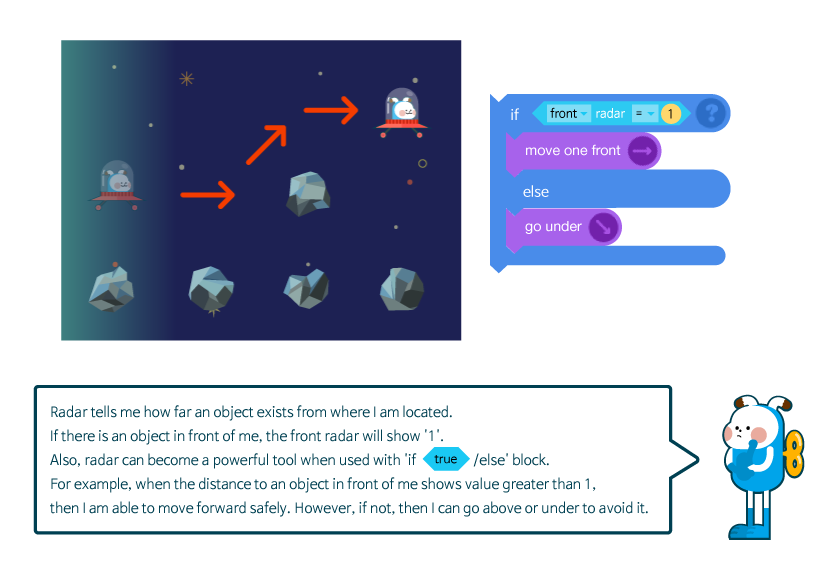 if front radar = 1 ?
move one front
else
go under
Radar tells me how far an object exists from where I am located.
If there is an object in front of me, the front radar will show '1'.
Also, radar can become a powerful tool when used with 'if true /else' block.
For example, when the distance to an object in front of me shows value greater than 1,
then I am able to move forward safely. However, if not, then I can go above or under to avoid it.